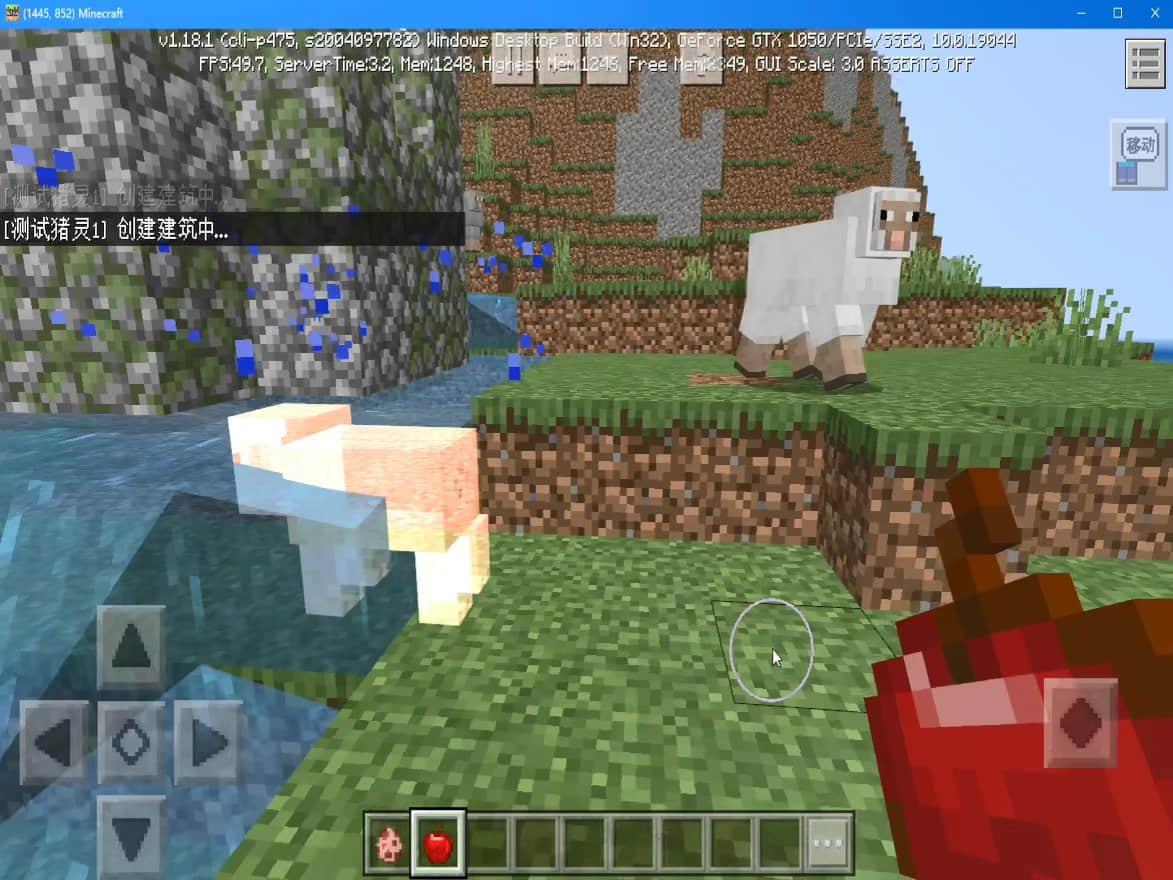 (1445, 852) Minecraft
v1.18.1 (cli-p475, s2004097782) Windows Desktop Build (Win32), GeForce GTX 1050/PCIe/SSE2, 10.0.19044
FPS:49.7, ServerTime:3.2, Mem:1248, Highest Mem:1248, Free Mem:2349, GUI Scale: 3.0 ASSERTS OFF
移动
[测试猪灵1] 创建建筑中...
[测试猪灵1] 创建建筑中...